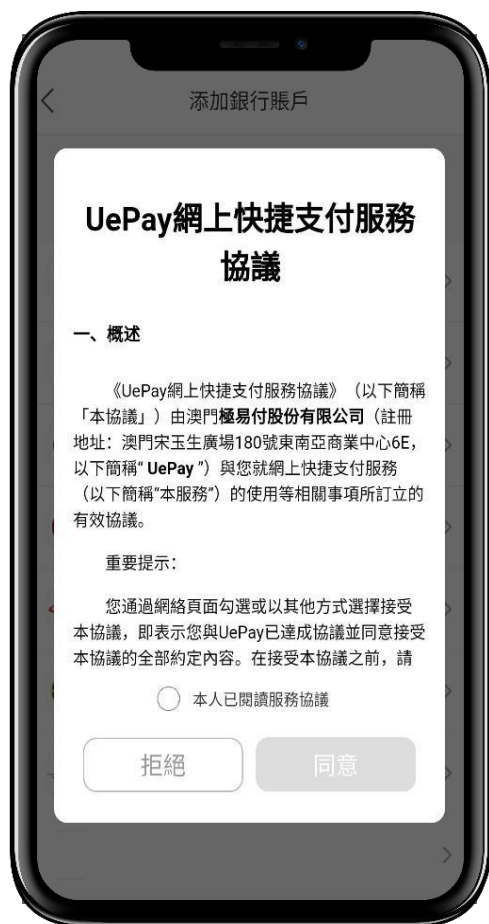 添加銀行賬戶
UePay網上快捷支付服務
協議
一、概述
《UePay網上快捷支付服務協議》（以下簡稱
「本協議」）由澳門極易付股份有限公司（註冊
地址：澳門宋玉生廣場180號東南亞商業中心6E，
以下簡稱“ UePay ”）與您就網上快捷支付服務
（以下簡稱“本服務”）的使用等相關事項所訂立的
有效協議。
重要提示：
您通過網絡頁面勾選或以其他方式選擇接受
本協議，即表示您與UePay已達成協議並同意接受
本協議的全部約定內容。在接受本協議之前，請
本人已閱讀服務協議
拒絕
同意